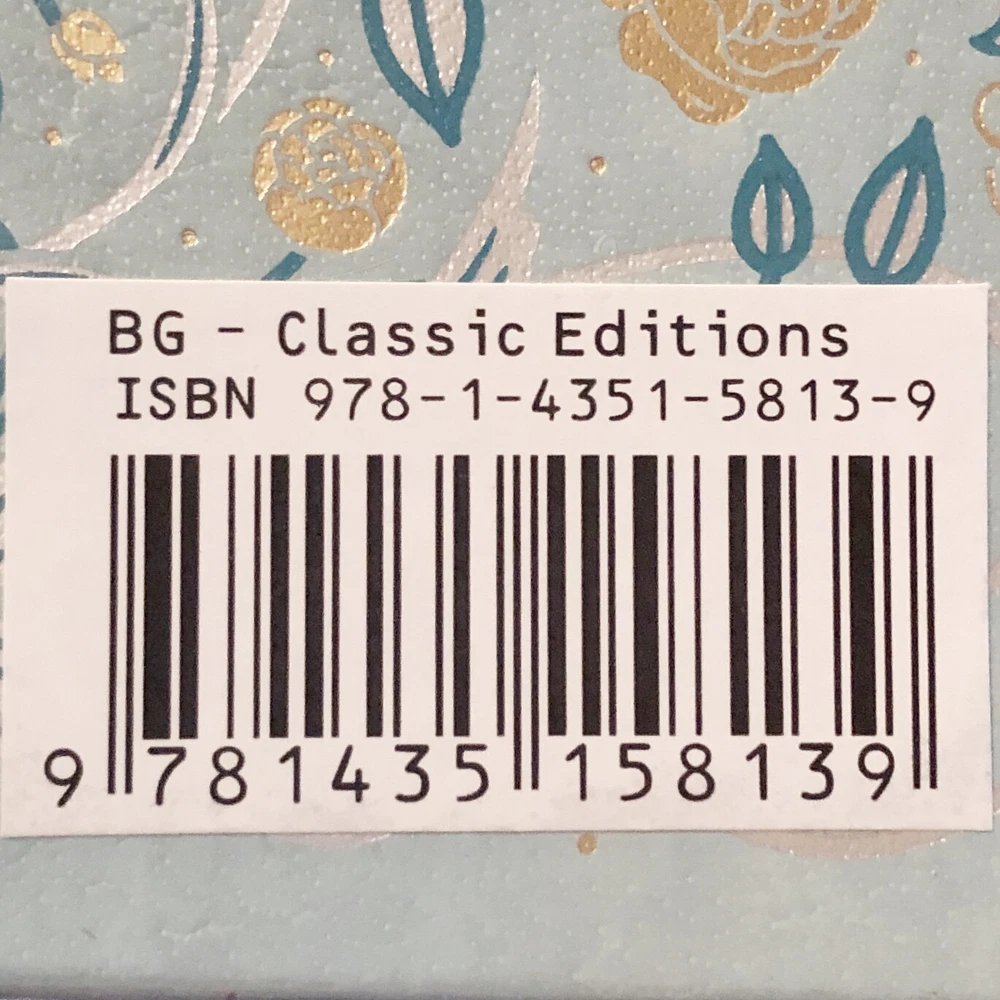 BG - Classic Editions
ISBN 978-1-4351-5813-9
9 781435 158139